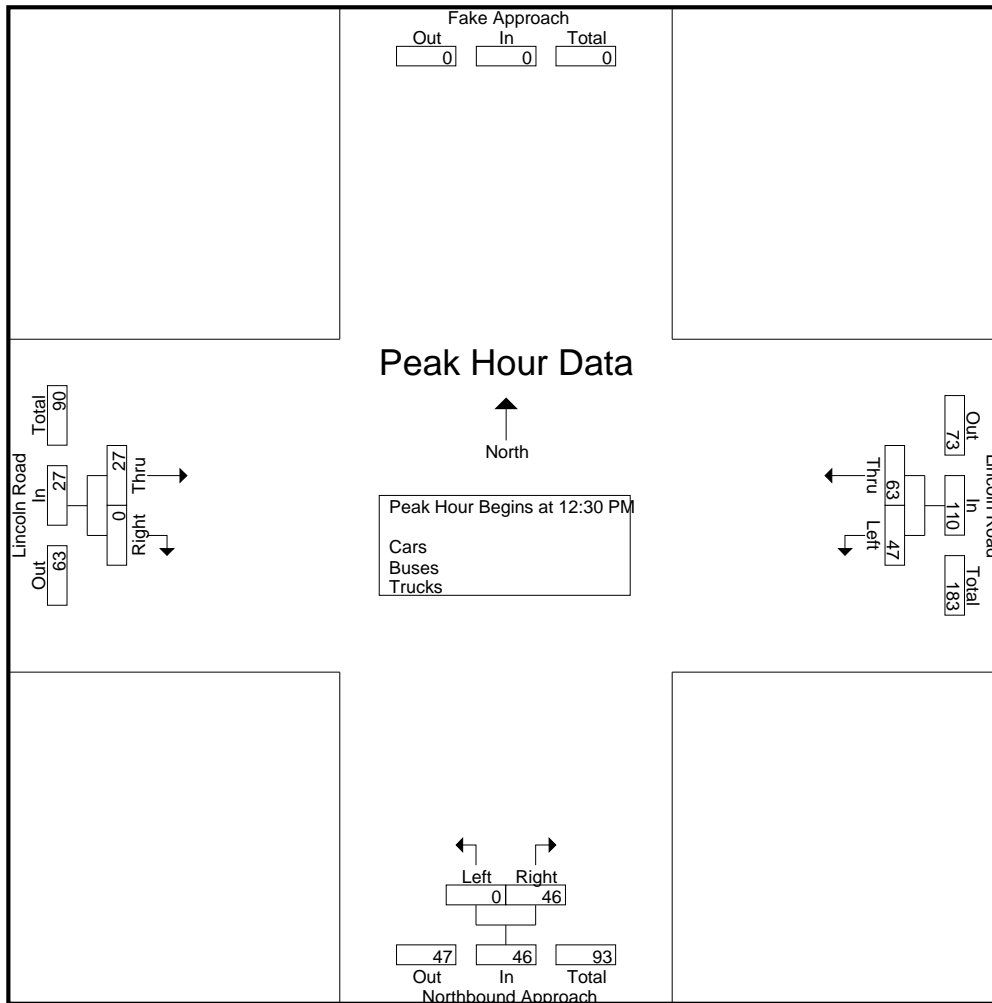 Fake Approach
Out In Total
0 0 0
Peak Hour Data
North
Peak Hour Begins at 12:30 PM
Cars
Buses
Trucks
Lincoln Road
Out In Total
63 27 90
Right Thru
0 27
Lincoln Road
Out In Total
73 110 183
Thru Left
63 47
Left Right
0 46
47 46 93
Out In Total
Northbound Approach